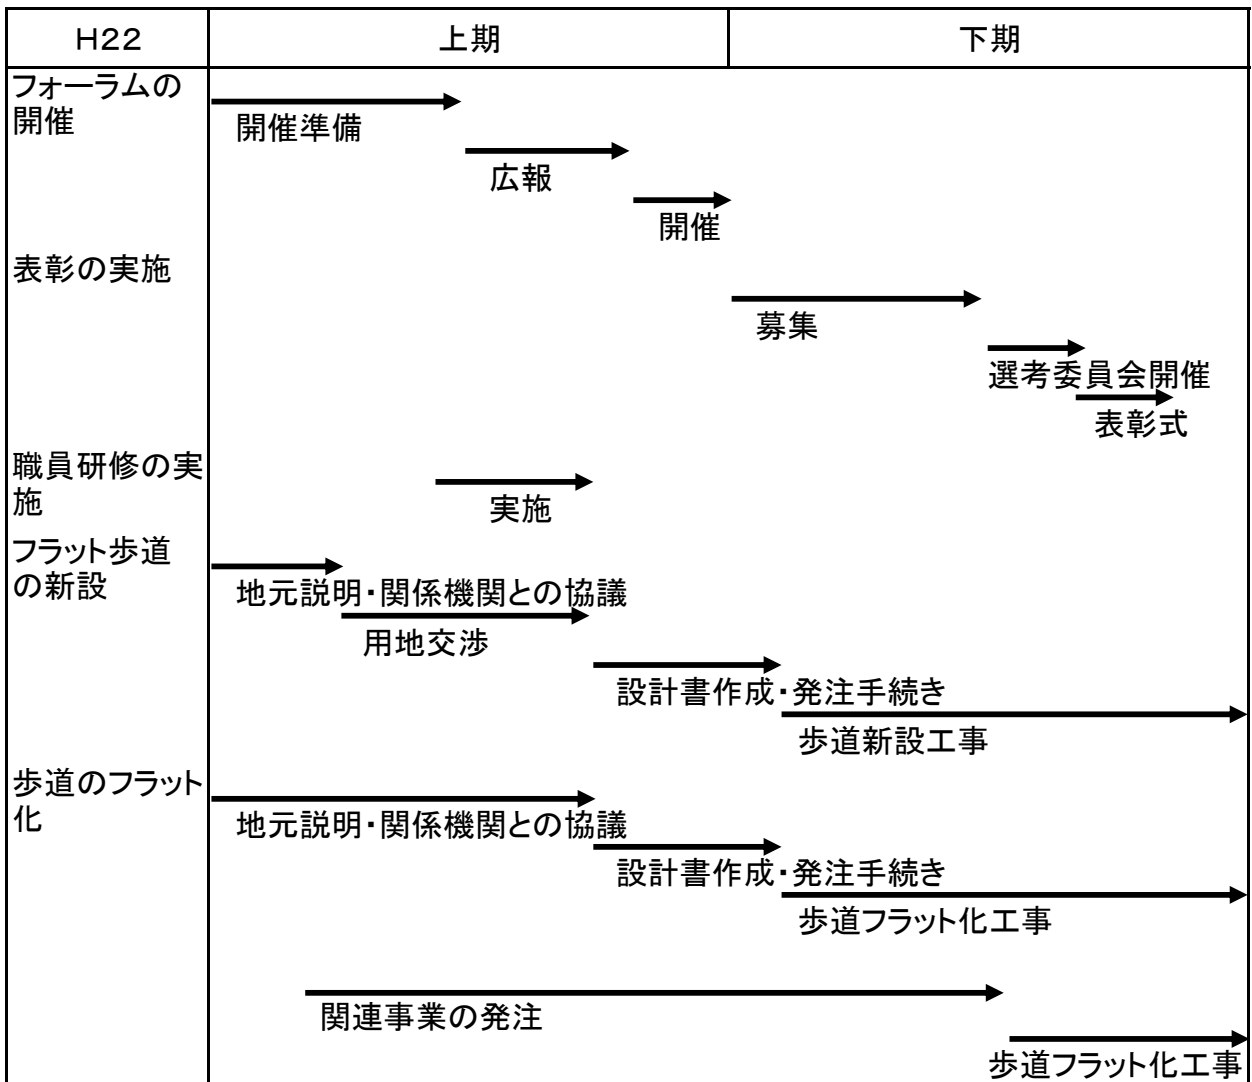 H22
上期
下期
フォーラムの
開催
開催準備
広報
開催
表彰の実施
募集
選考委員会開催
表彰式
職員研修の実
施
実施
フラット歩道
の新設
地元説明・関係機関との協議
用地交渉
設計書作成・発注手続き
歩道新設工事
歩道のフラット
化
地元説明・関係機関との協議
設計書作成・発注手続き
歩道フラット化工事
関連事業の発注
歩道フラット化工事